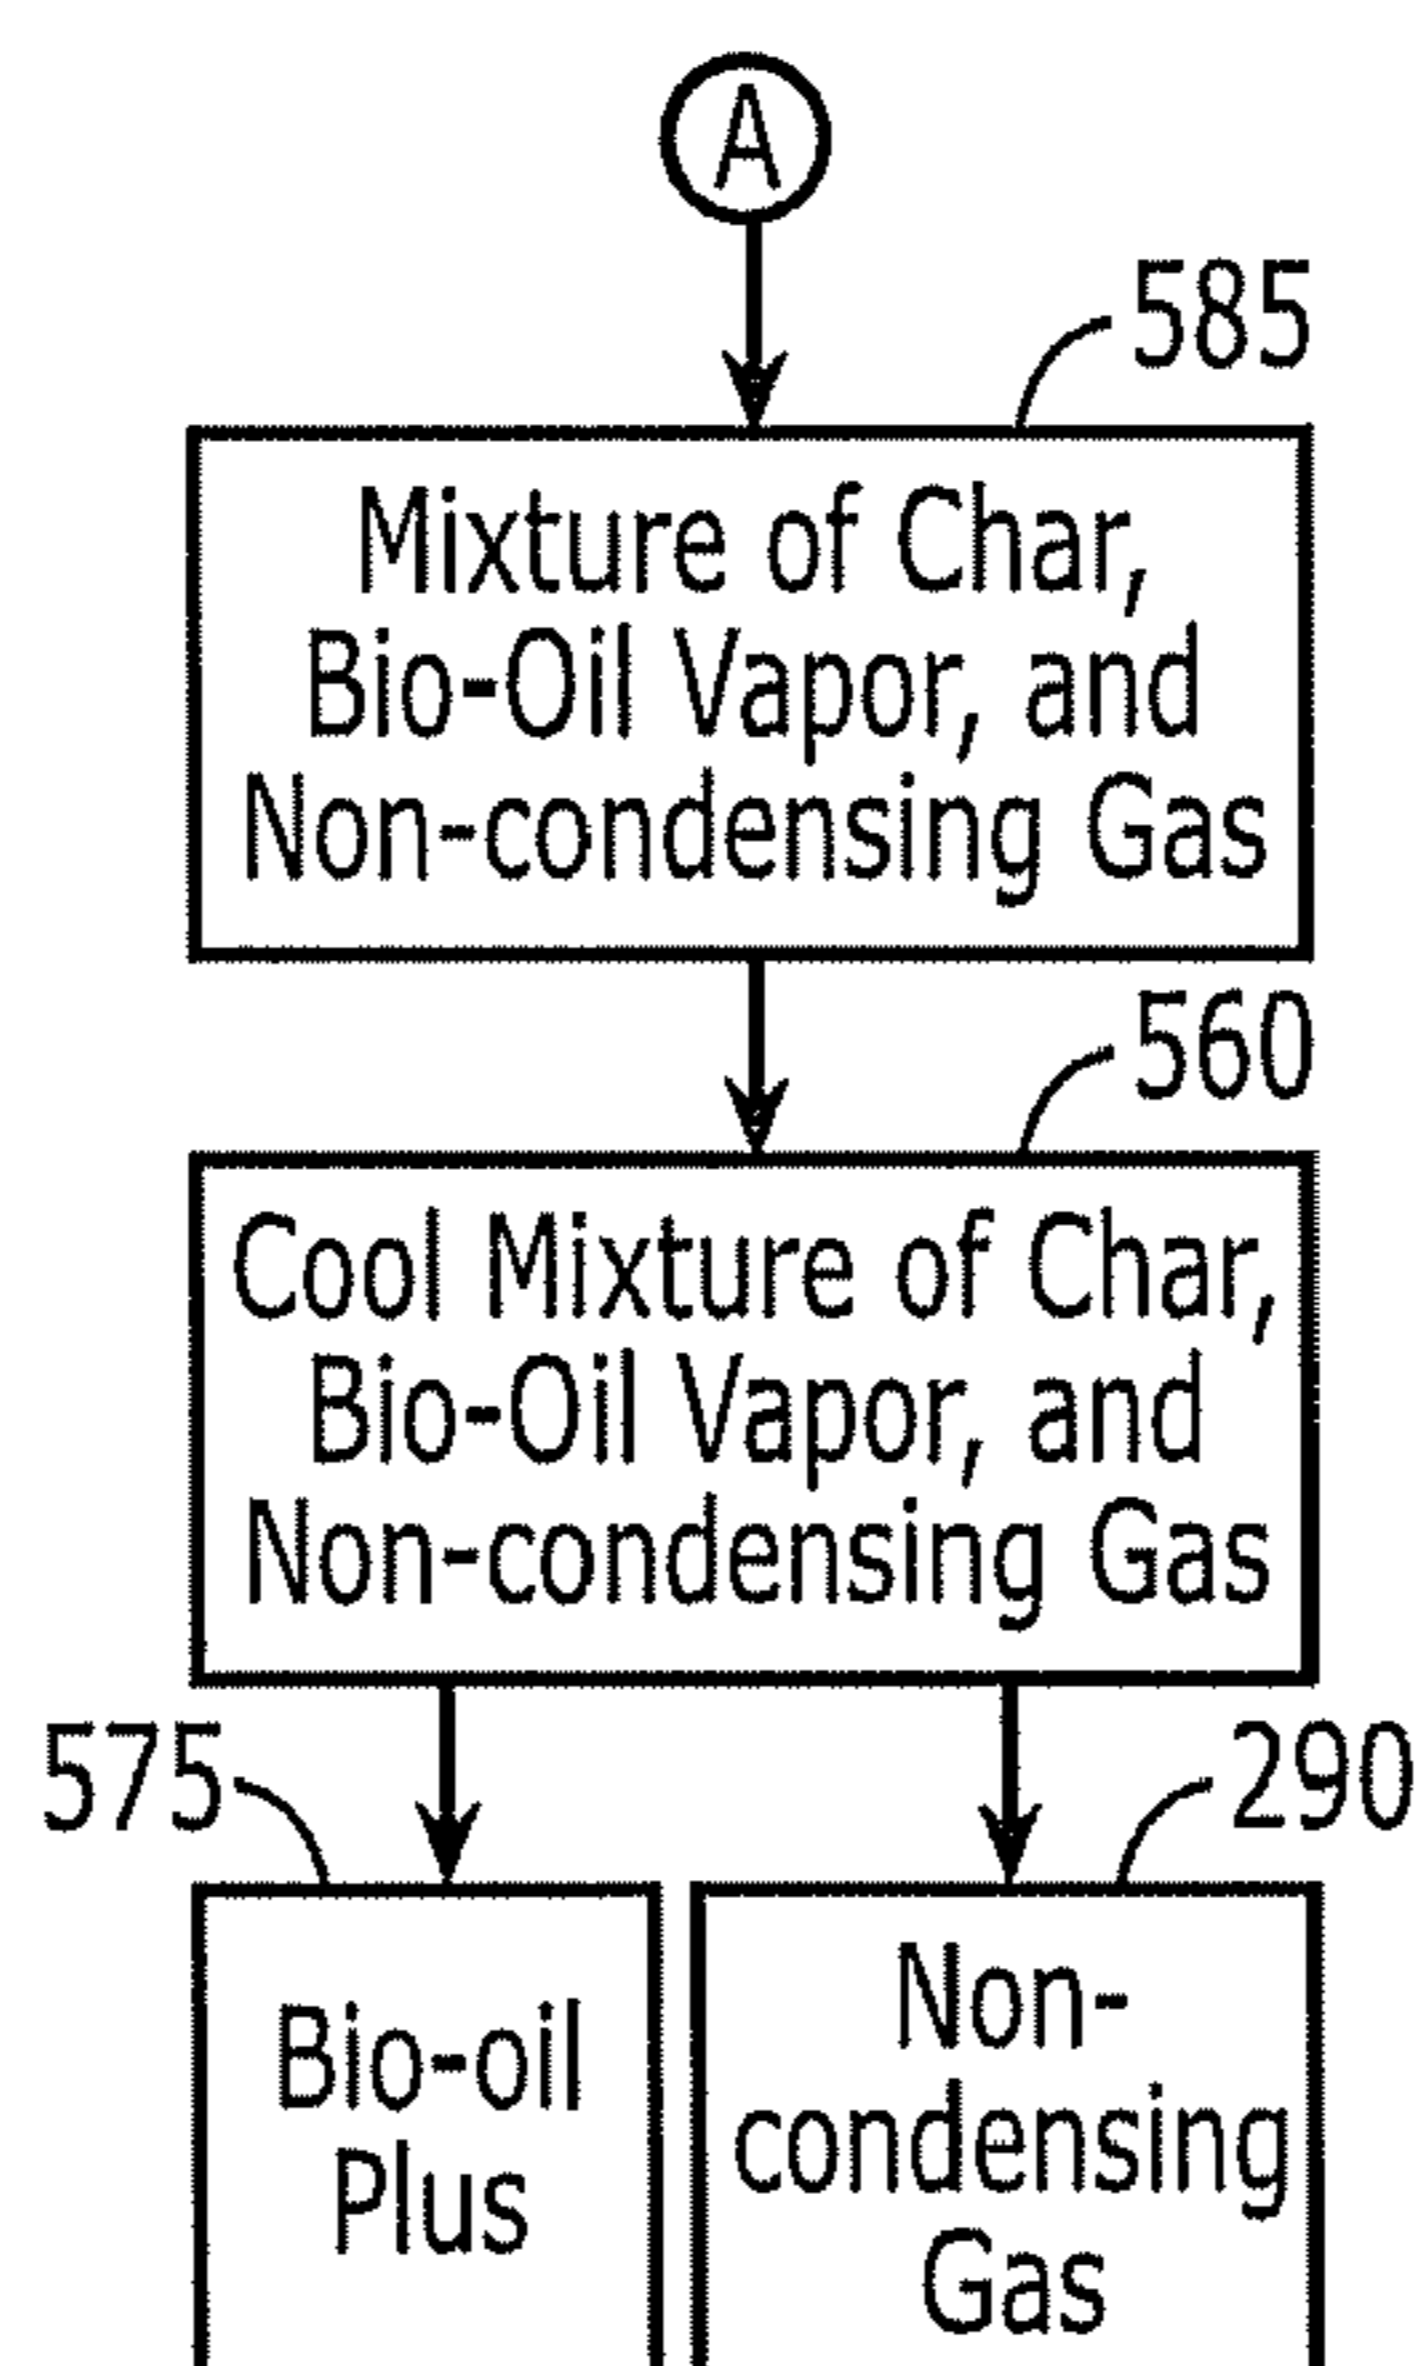 A
585
Mixture of Char,
Bio-Oil Vapor, and
Non-condensing Gas
560
Cool Mixture of Char,
Bio-Oil Vapor, and
Non-condensing Gas
575
290
Bio-oil
Plus
Non-
condensing
Gas